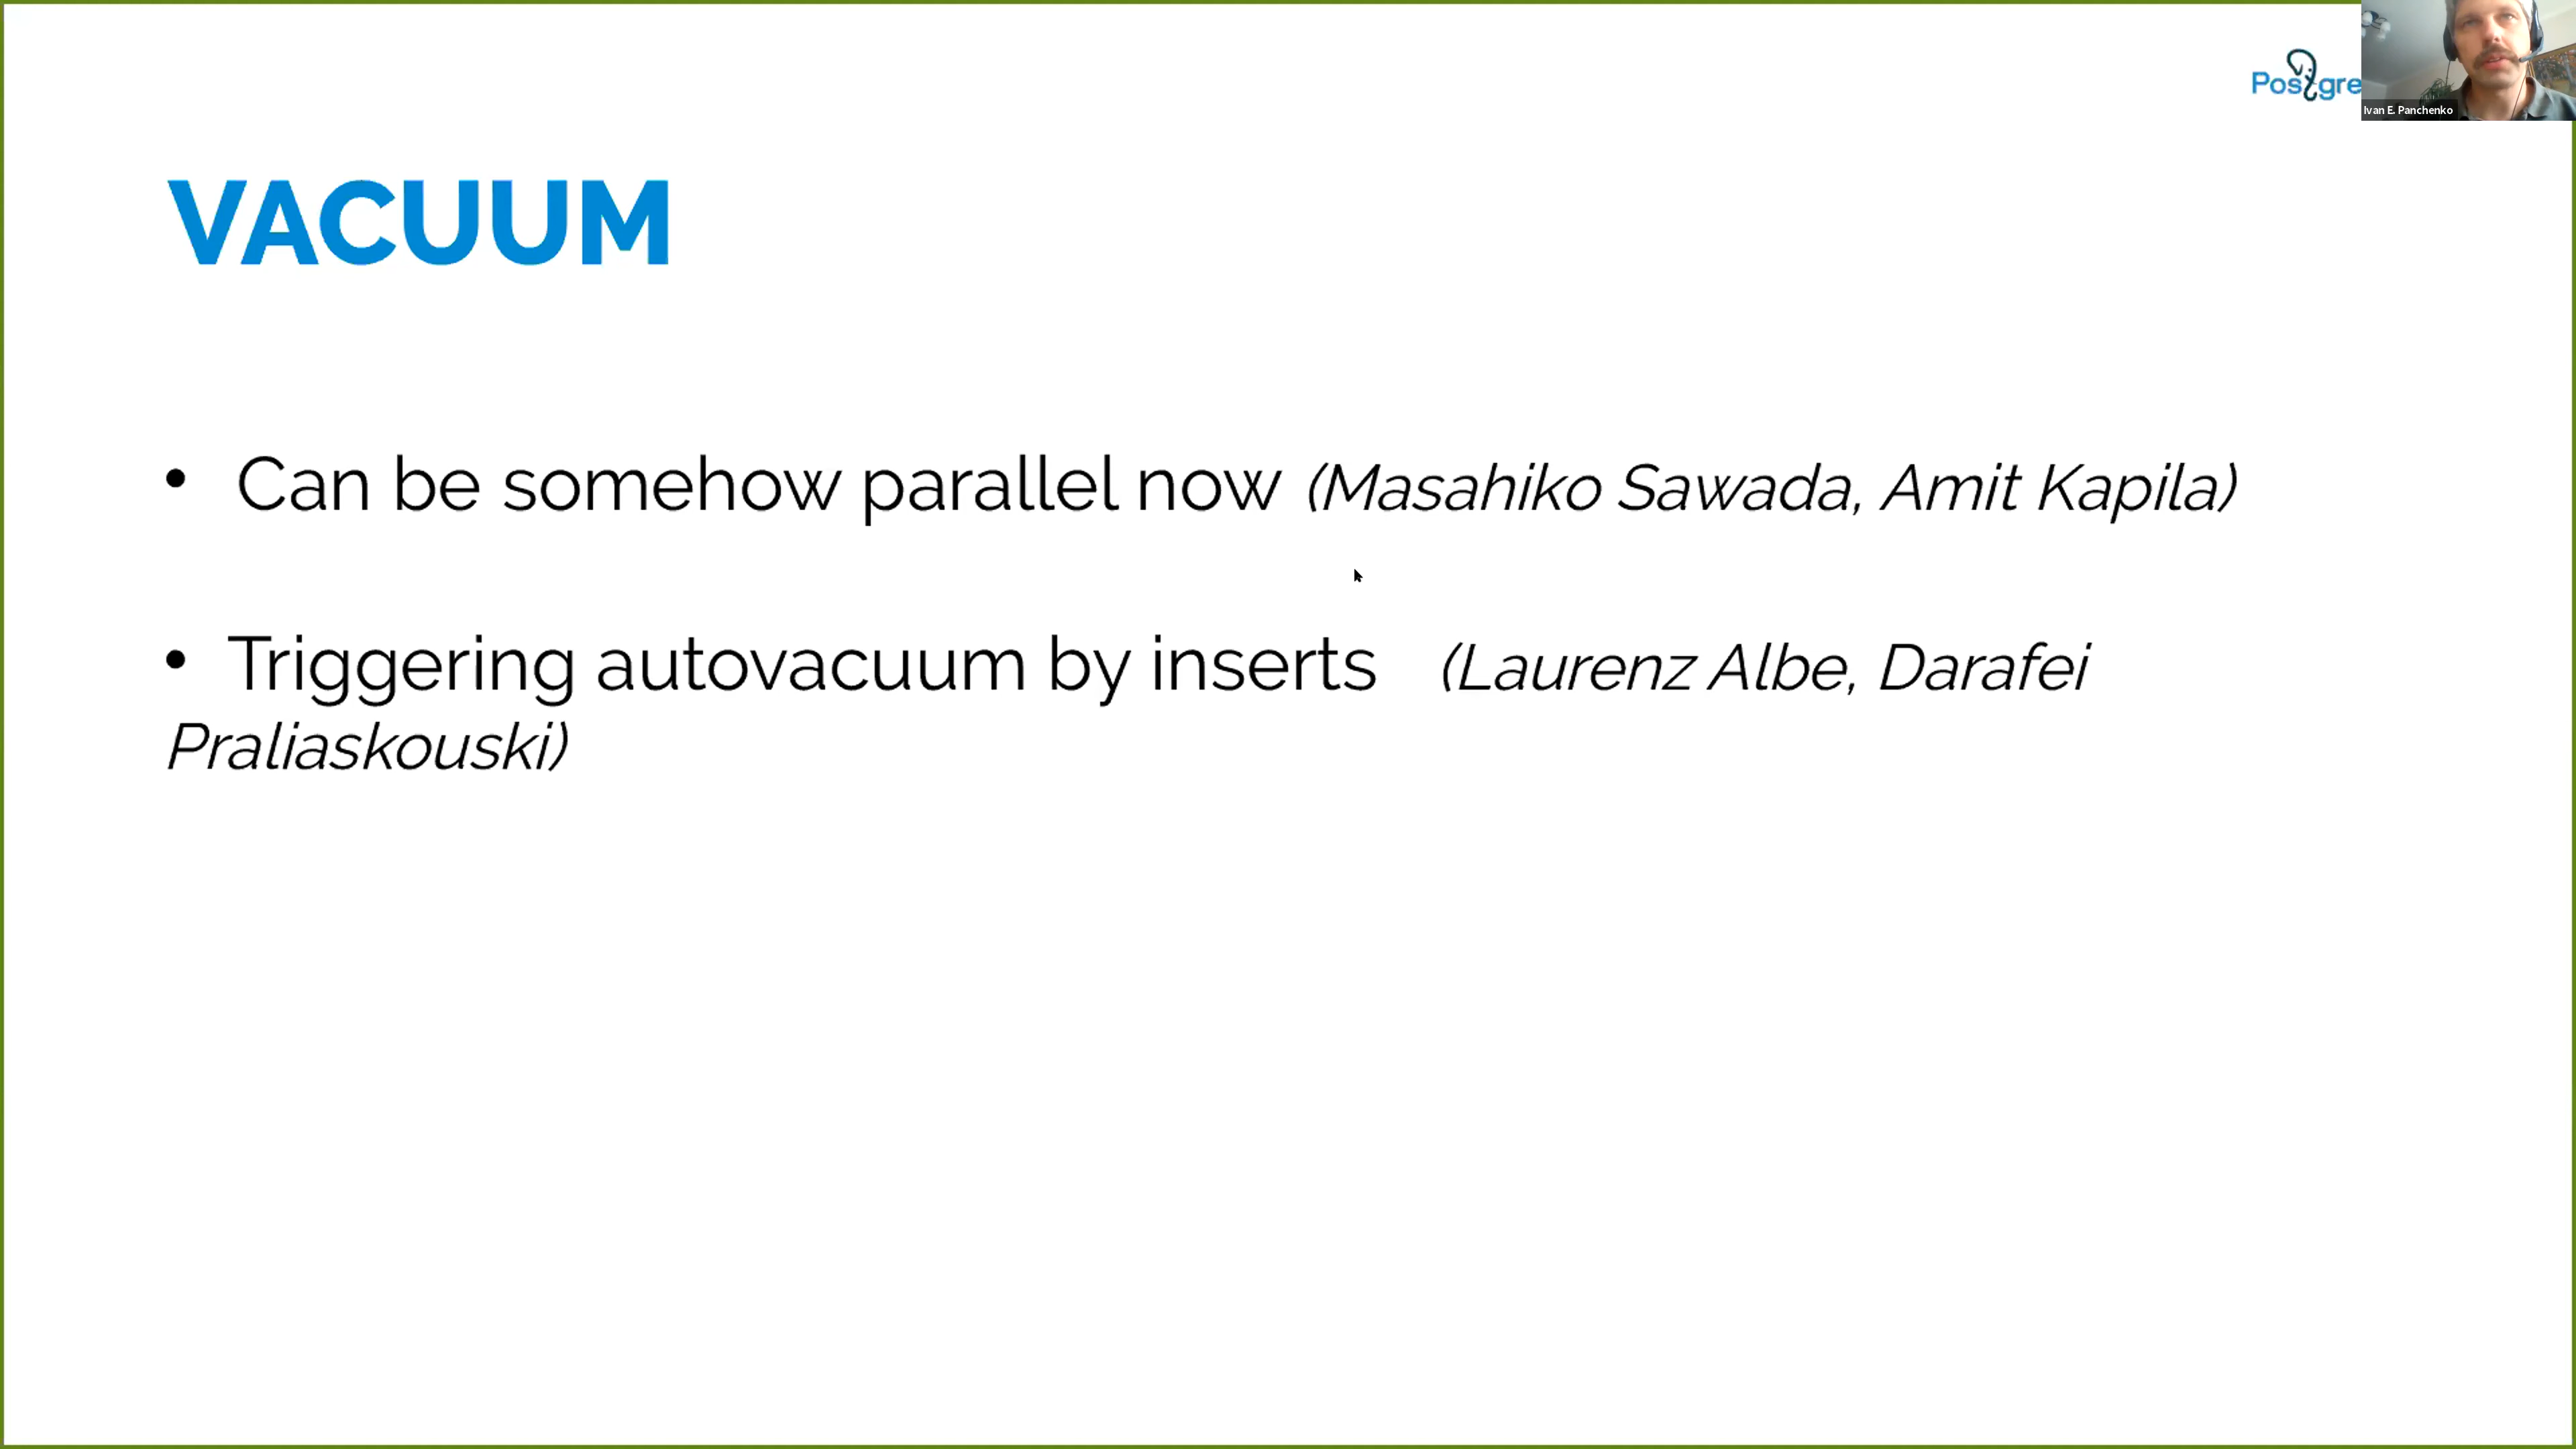 Posgre
Ivan E. Panchenko
VACUUM
• Can be somehow parallel now (Masahiko Sawada, Amit Kapila)
• Triggering autovacuum by inserts (Laurenz Albe, Darafei
Praliaskouski)